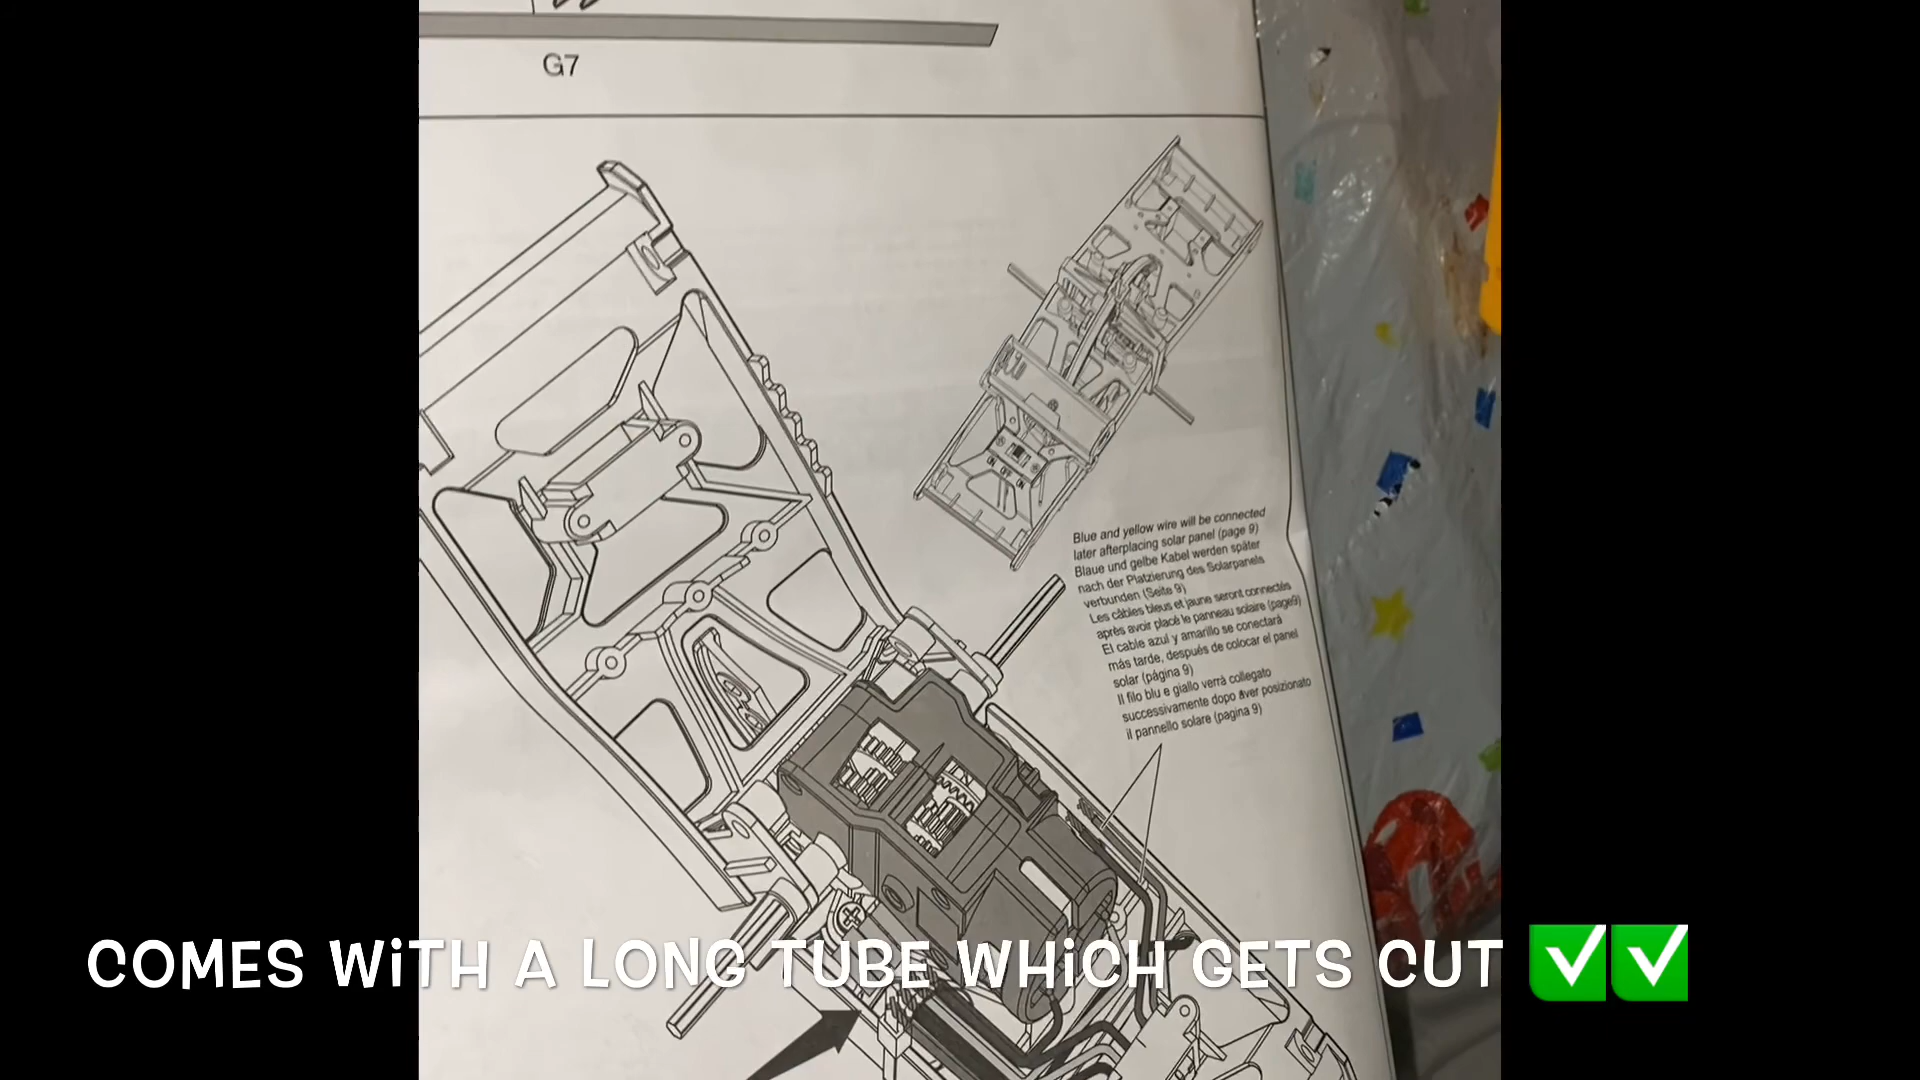 G7
ON OFF ON
Blue and yellow wire will be connected
later afterplacing solar panel (page 9)
Blaue und gelbe Kabel werden später
nach der Platzierung des Solarpanels
verbunden (Seite 9)
Les câbles bleus et jaune seront connectés
après avoir placé le panneau solaire (page9)
El cable azul y amarillo se conectará
más tarde, después de colocar el panel
solar (página 9)
Il filo blu e giallo verrà collegato
successivamente dopo aver posizionato
il pannello solare (pagina 9)
COMES WiTH A LONG TUBE WHiCH GETS CUT ✅✅